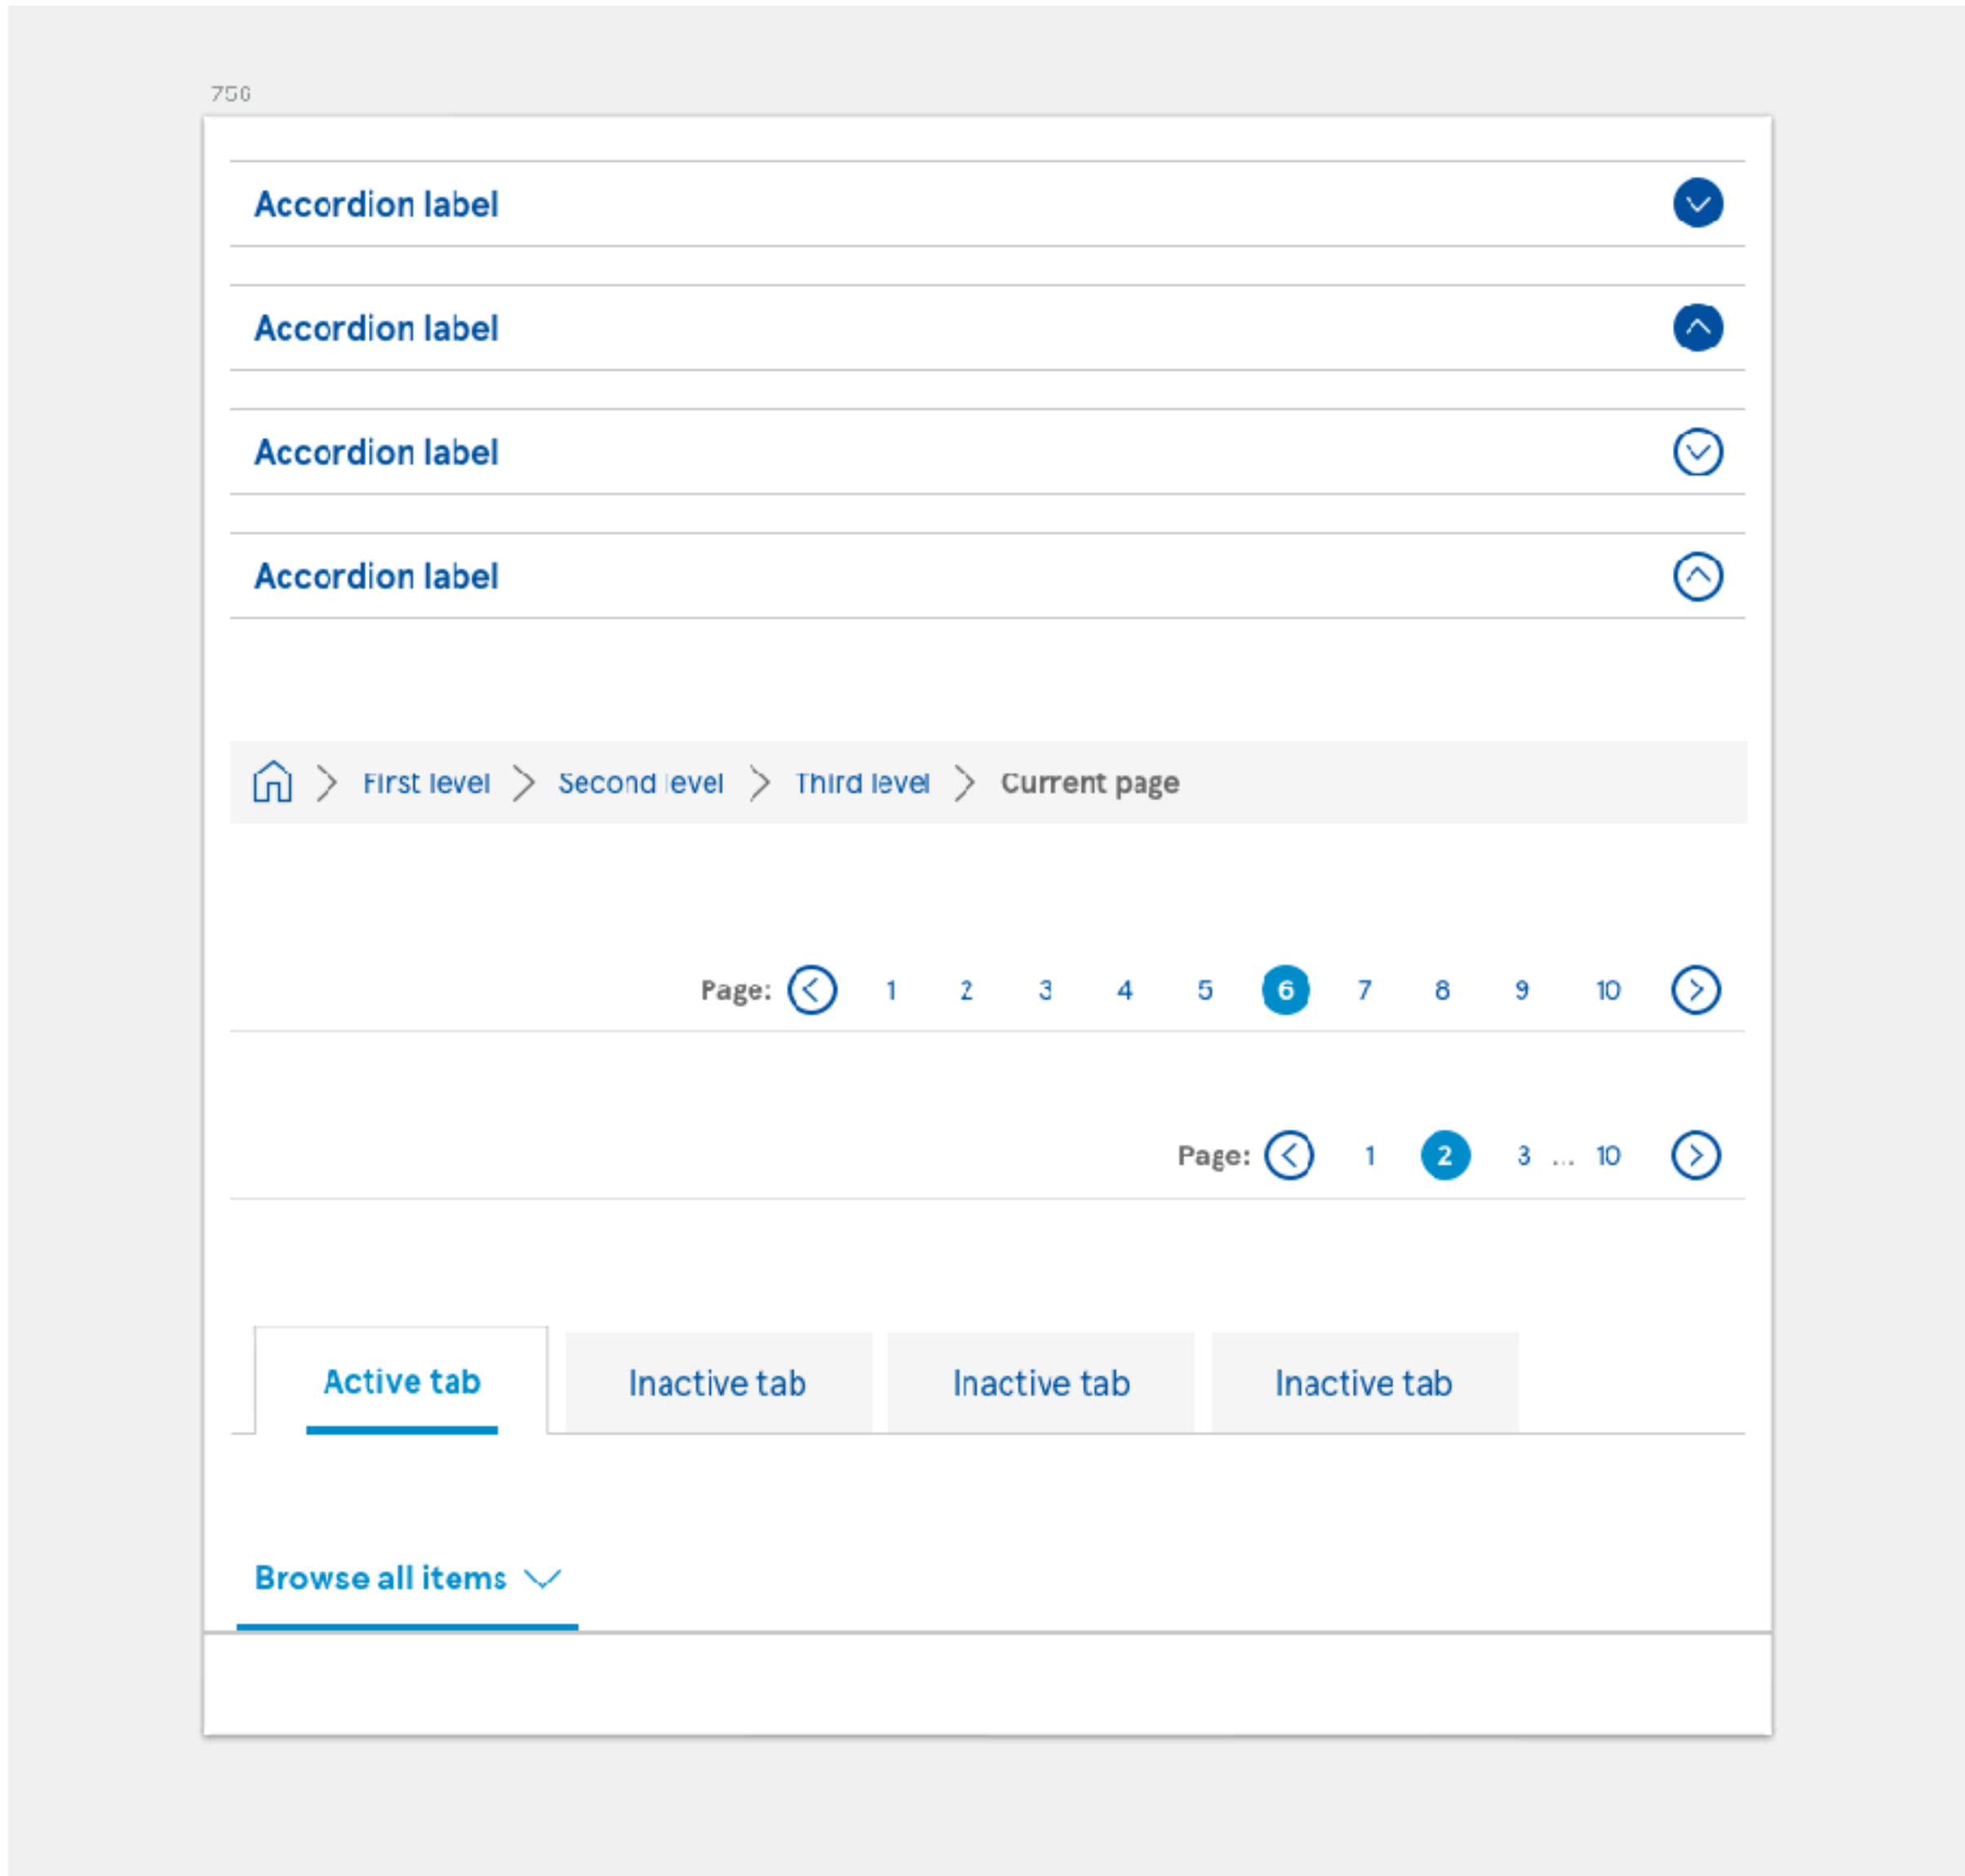 Accordion label
Accordion label
Accordion label
Accordion label
First level Second level Third level Current page
Page: 1 2 3 4 5 6 7 8 9 10
Page: 1 2 3 ... 10
Active tab Inactive tab Inactive tab Inactive tab
Browse all items